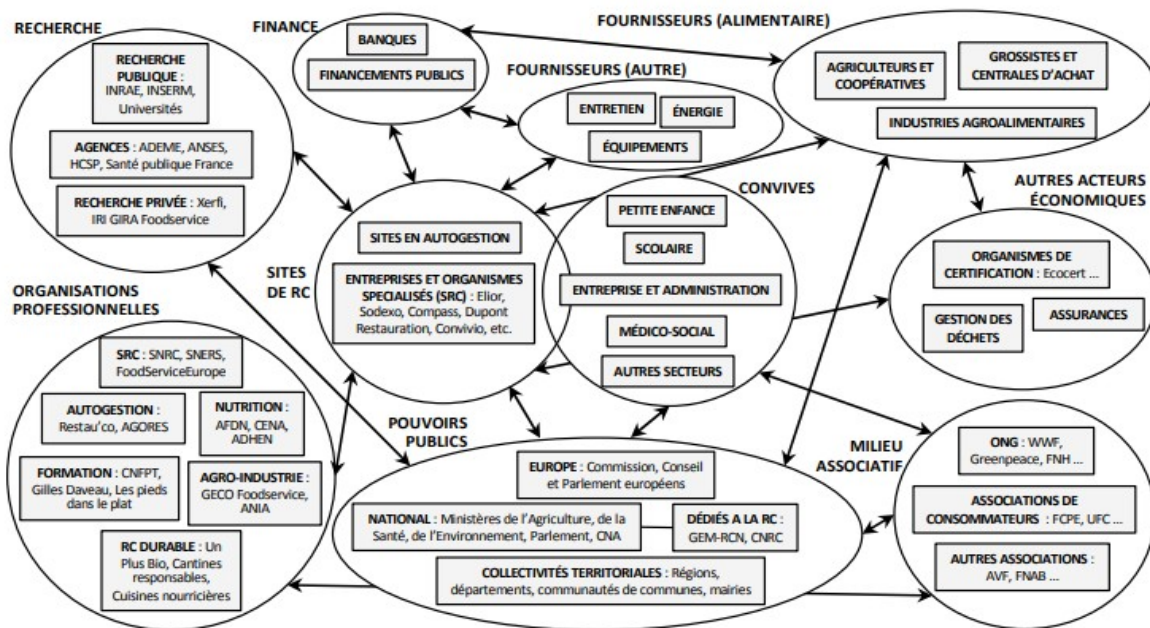 RECHERCHE
RECHERCHE
PUBLIQUE :
INRAE, INSERM,
Universités
AGENCES : ADEME, ANSES,
HCSP, Santé publique France
RECHERCHE PRIVÉE : Xerfi,
IRI GIRA Foodservice
FINANCE
BANQUES
FINANCEMENTS PUBLICS
FOURNISSEURS (AUTRE)
ENTRETIEN
ÉNERGIE
ÉQUIPEMENTS
FOURNISSEURS (ALIMENTAIRE)
AGRICULTEURS ET
COOPÉRATIVES
GROSSISTES ET
CENTRALES D'ACHAT
INDUSTRIES AGROALIMENTAIRES
SITES
DE RC
SITES EN AUTOGESTION
ENTREPRISES ET ORGANISMES
SPECIALISÉS (SRC) : Elior,
Sodexo, Compass, Dupont
Restauration, Convivio, etc.
CONVIVES
PETITE ENFANCE
SCOLAIRE
ENTREPRISE ET ADMINISTRATION
MÉDICO-SOCIAL
AUTRES SECTEURS
AUTRES ACTEURS
ÉCONOMIQUES
ORGANISMES DE
CERTIFICATION : Ecocert ...
GESTION DES
DÉCHETS
ASSURANCES
ORGANISATIONS
PROFESSIONNELLES
SRC : SNRC, SNERS,
FoodServiceEurope
AUTOGESTION :
Restau'co, AGORES
NUTRITION :
AFDN, CENA,
ADHEN
FORMATION : CNFPT,
Gilles Daveau, Les pieds
dans le plat
AGRO-INDUSTRIE :
GECO Foodservice,
ANIA
RC DURABLE : Un
Plus Bio, Cantines
responsables,
Cuisines nourricières
POUVOIRS
PUBLICS
EUROPE : Commission, Conseil
et Parlement européens
NATIONAL : Ministères de l'Agriculture, de la
Santé, de l'Environnement, Parlement, CNA
DÉDIÉS A LA RC :
GEM-RCN, CNRC
COLLECTIVITÉS TERRITORIALES : Régions,
départements, communautés de communes, mairies
MILIEU
ASSOCIATIF
ONG : WWF,
Greenpeace, FNH ...
ASSOCIATIONS DE
CONSOMMATEURS : FCPE, UFC ...
AUTRES ASSOCIATIONS :
AVF, FNAB ...